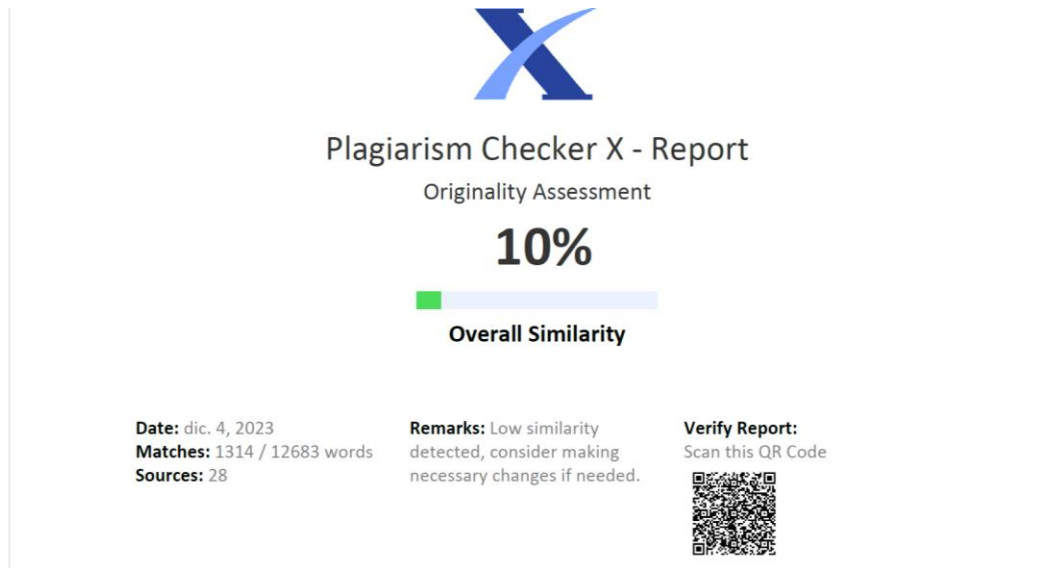 Plagiarism Checker X - Report
Originality Assessment
10%
Overall Similarity
Date: dic. 4, 2023
Matches: 1314 / 12683 words
Sources: 28
Remarks: Low similarity
detected, consider making
necessary changes if needed.
Verify Report:
Scan this QR Code